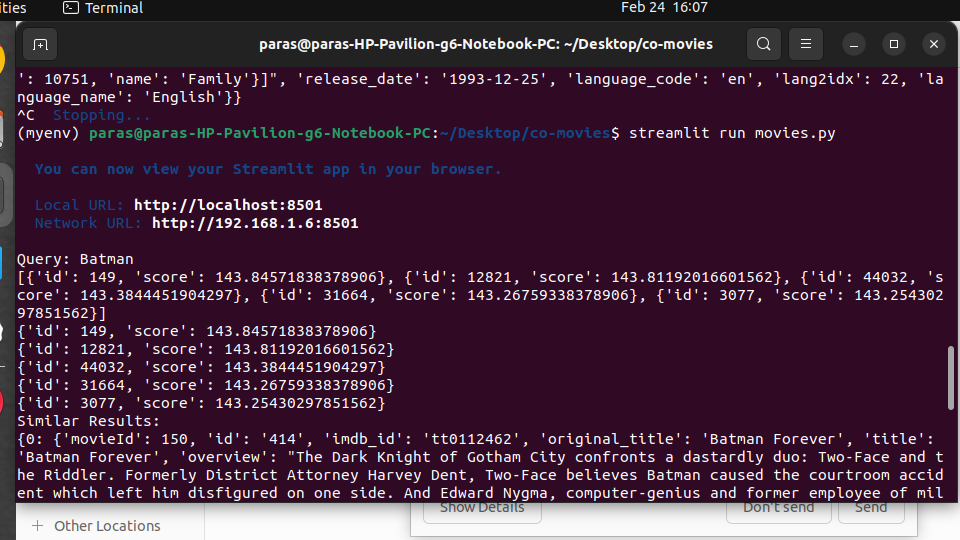 ities
Terminal
Feb 24 16:07
paras@paras-HP-Pavilion-g6-Notebook-PC: ~/Desktop/co-movies
': 10751, 'name': 'Family'}]", 'release_date': '1993-12-25', 'language_code': 'en', 'lang2idx': 22, 'la
nguage_name': 'English'}}
^C  Stopping...
(myenv) paras@paras-HP-Pavilion-g6-Notebook-PC:~/Desktop/co-movies$ streamlit run movies.py
You can now view your Streamlit app in your browser.
Local URL: http://localhost:8501
Network URL: http://192.168.1.6:8501
Query: Batman
[{'id': 149, 'score': 143.84571838378906}, {'id': 12821, 'score': 143.81192016601562}, {'id': 44032, 's
core': 143.3844451904297}, {'id': 31664, 'score': 143.26759338378906}, {'id': 3077, 'score': 143.254302
97851562}]
{'id': 149, 'score': 143.84571838378906}
{'id': 12821, 'score': 143.81192016601562}
{'id': 44032, 'score': 143.3844451904297}
{'id': 31664, 'score': 143.26759338378906}
{'id': 3077, 'score': 143.25430297851562}
Similar Results:
{0: {'movieId': 150, 'id': '414', 'imdb_id': 'tt0112462', 'original_title': 'Batman Forever', 'title':
'Batman Forever', 'overview': "The Dark Knight of Gotham City confronts a dastardly duo: Two-Face and t
he Riddler. Formerly District Attorney Harvey Dent, Two-Face believes Batman caused the courtroom accid
ent which left him disfigured on one side. And Edward Nygma, computer-genius and former employee of mil
Show Details
Don't send
Send
+ Other Locations